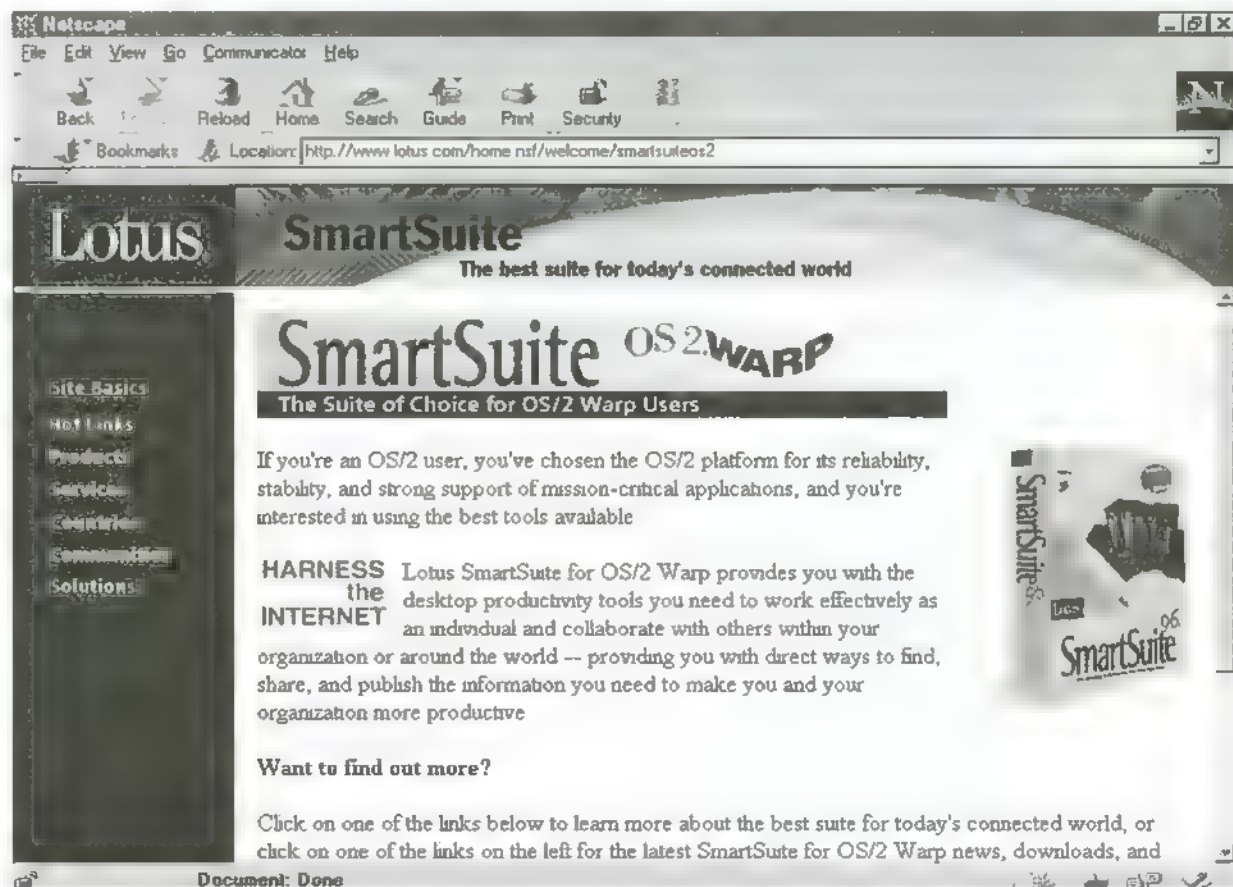 Netscape
File Edit View Go Communicator Help
Back Reload Home Search Guide Print Security
N
Bookmarks Location: http://www.lotus.com/home.nsf/welcome/smartsuiteos2
Lotus
SmartSuite
The best suite for today's connected world
Site Basics
Hot Links
Products
Services
Solutions
SmartSuite OS 2 WARP
The Suite of Choice for OS/2 Warp Users
If you're an OS/2 user, you've chosen the OS/2 platform for its reliability,
stability, and strong support of mission-critical applications, and you're
interested in using the best tools available
HARNESS
the
INTERNET
Lotus SmartSuite for OS/2 Warp provides you with the
desktop productivity tools you need to work effectively as
an individual and collaborate with others within your
organization or around the world -- providing you with direct ways to find,
share, and publish the information you need to make you and your
organization more productive
SmartSuite
96
SmartSuite
Want to find out more?
Click on one of the links below to learn more about the best suite for today's connected world, or
click on one of the links on the left for the latest SmartSuite for OS/2 Warp news, downloads, and
Document: Done